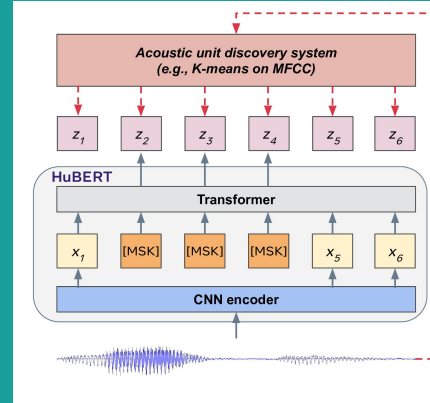 Acoustic unit discovery system
(e.g., K-means on MFCC)
z1 z2 z3 z4 z5 z6
HuBERT
Transformer
x1 [MSK] [MSK] [MSK] x5 x6
CNN encoder